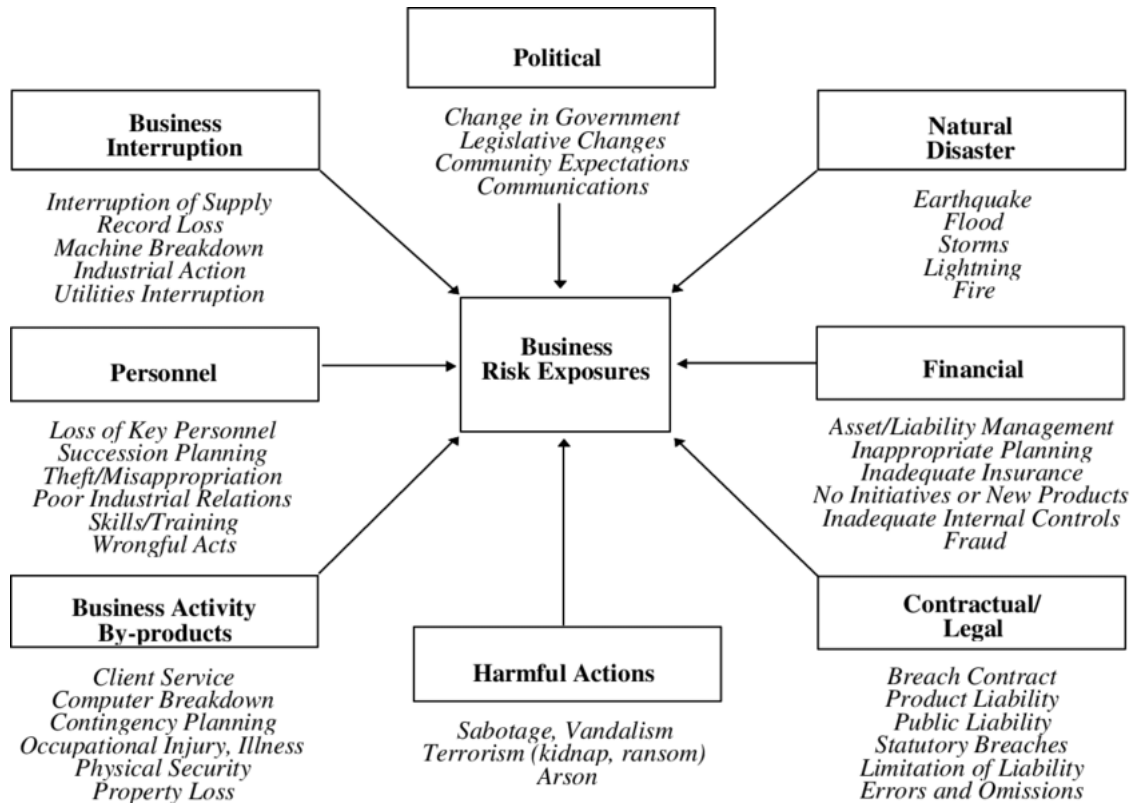 Political
Change in Government
Legislative Changes
Community Expectations
Communications
Business
Interruption
Interruption of Supply
Record Loss
Machine Breakdown
Industrial Action
Utilities Interruption
Natural
Disaster
Earthquake
Flood
Storms
Lightning
Fire
Business
Risk Exposures
Personnel
Loss of Key Personnel
Succession Planning
Theft/Misappropriation
Poor Industrial Relations
Skills/Training
Wrongful Acts
Financial
Asset/Liability Management
Inappropriate Planning
Inadequate Insurance
No Initiatives or New Products
Inadequate Internal Controls
Fraud
Business Activity
By-products
Client Service
Computer Breakdown
Contingency Planning
Occupational Injury, Illness
Physical Security
Property Loss
Harmful Actions
Sabotage, Vandalism
Terrorism (kidnap, ransom)
Arson
Contractual/
Legal
Breach Contract
Product Liability
Public Liability
Statutory Breaches
Limitation of Liability
Errors and Omissions